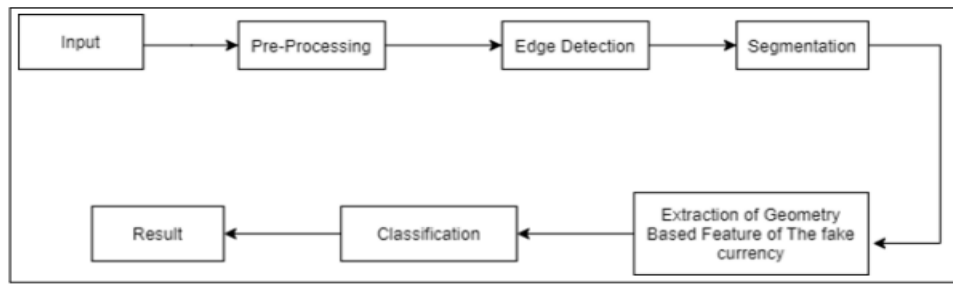 Input
Pre-Processing
Edge Detection
Segmentation
Extraction of Geometry
Based Feature of The fake
currency
Classification
Result